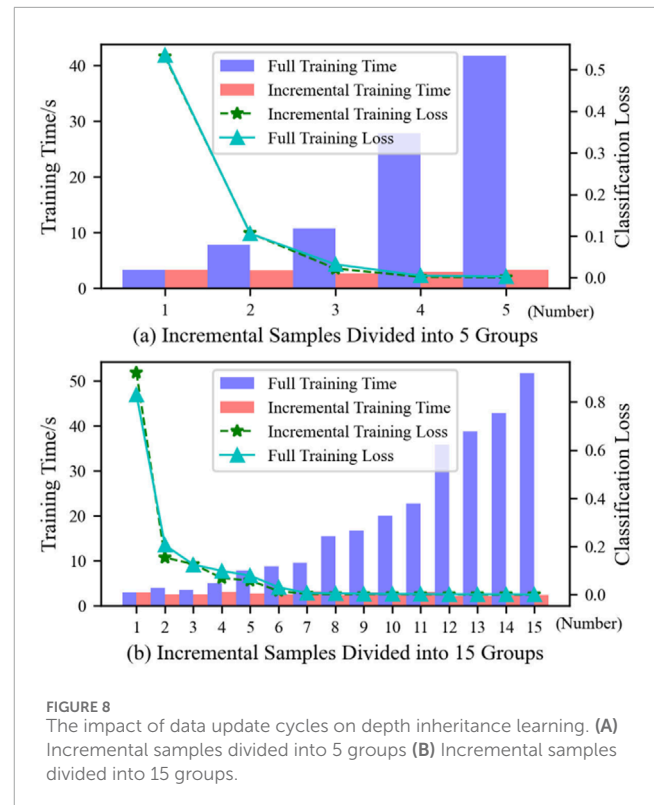 Full Training Time
Incremental Training Time
Incremental Training Loss
Full Training Loss
Training Time/s
40
30
20
10
0
Classification Loss
0.5
0.4
0.3
0.2
0.1
0.0
1 2 3 4 5 (Number)
(a) Incremental Samples Divided into 5 Groups
Full Training Time
Incremental Training Time
Incremental Training Loss
Full Training Loss
Training Time/s
50
40
30
20
10
0
Classification Loss
0.8
0.6
0.4
0.2
0.0
1 2 3 4 5 6 7 8 9 10 11 12 13 14 15 (Number)
(b) Incremental Samples Divided into 15 Groups
FIGURE 8
The impact of data update cycles on depth inheritance learning. (A)
Incremental samples divided into 5 groups (B) Incremental samples
divided into 15 groups.